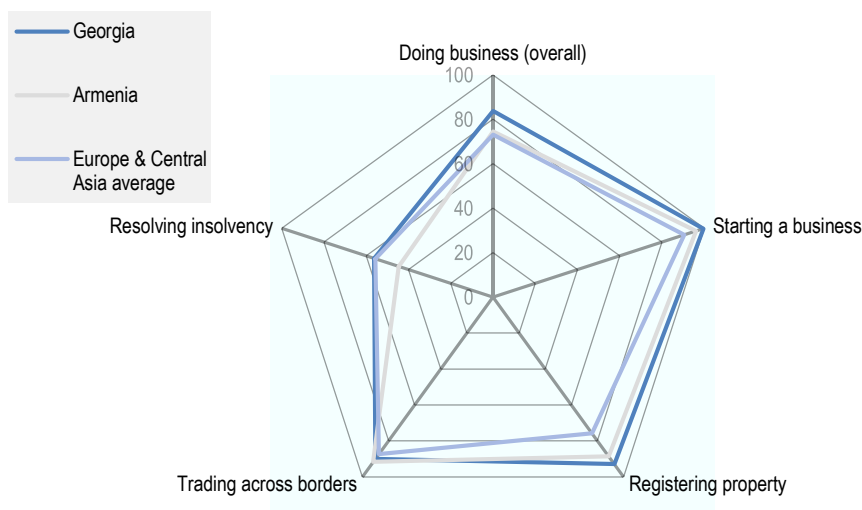 Georgia
Armenia
Europe & Central
Asia average
Doing business (overall)
100
80
60
40
20
0
Resolving insolvency
Starting a business
Trading across borders
Registering property